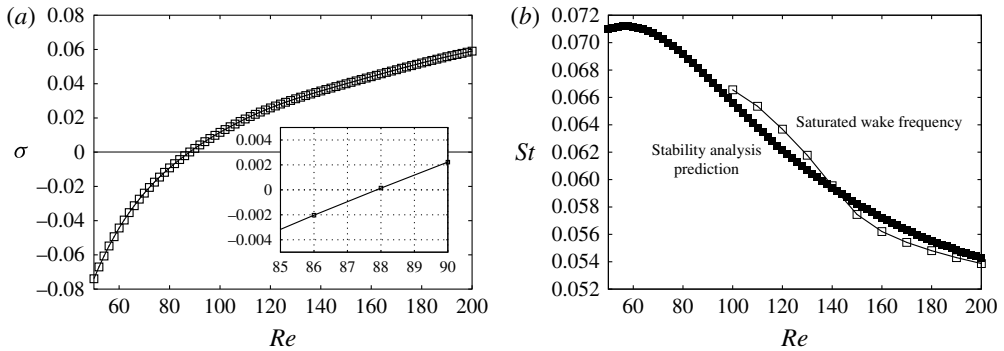 (a)
0.08
0.06
0.04
0.02
0
–0.02
–0.04
–0.06
–0.08
σ
60 80 100 120 140 160 180 200
Re
0.004
0.002
0
–0.002
–0.004
85 86 87 88 89 90
(b)
0.072
0.070
0.068
0.066
0.064
0.062
0.060
0.058
0.056
0.054
0.052
St
60 80 100 120 140 160 180 200
Re
Saturated wake frequency
Stability analysis
prediction